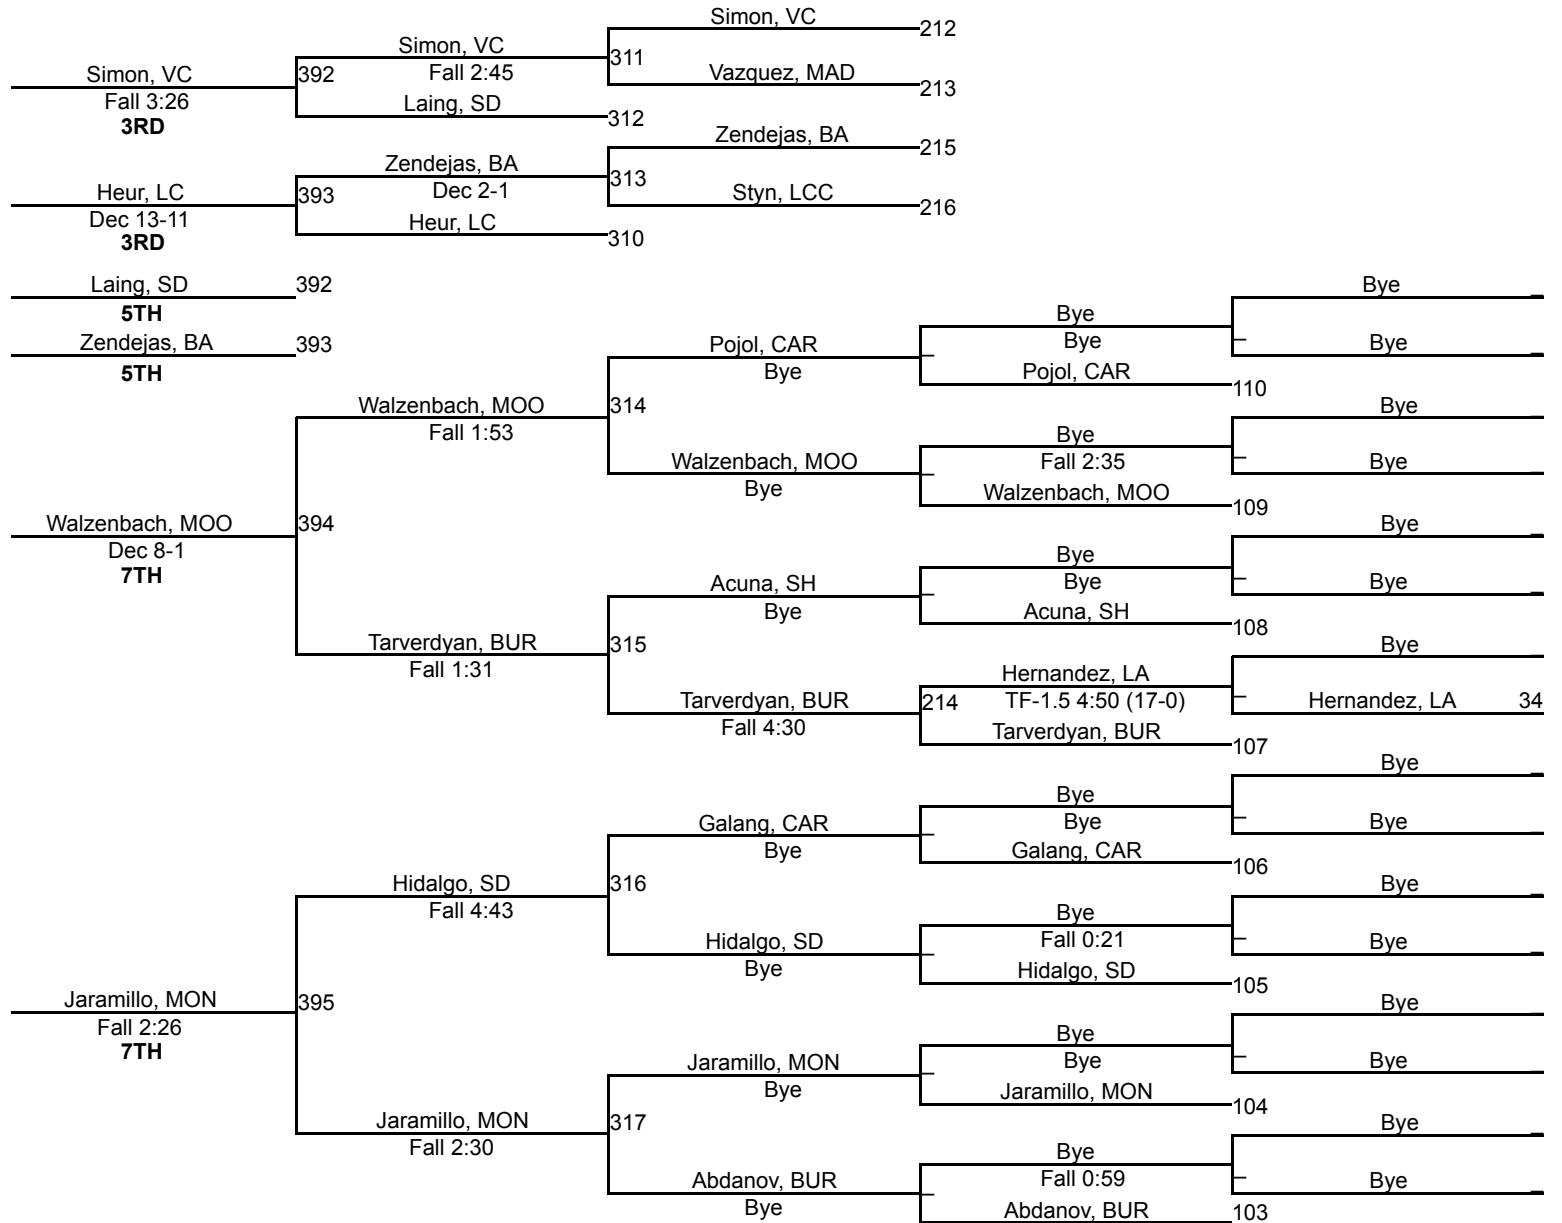 Simon, VC
212
Simon, VC
311
Simon, VC
392
Fall 2:45
Vazquez, MAD
213
Fall 3:26
Laing, SD
312
3RD
Zendejas, BA
215
Zendejas, BA
313
Heur, LC
393
Dec 2-1
Styn, LCC
216
Dec 13-11
Heur, LC
310
3RD
Laing, SD
392
Bye
5TH
Bye
Zendejas, BA
393
Pojol, CAR
Bye
Bye
5TH
Bye
Pojol, CAR
110
Walzenbach, MOO
314
Bye
Fall 1:53
Bye
Walzenbach, MOO
Fall 2:35
Bye
Bye
Walzenbach, MOO
109
Walzenbach, MOO
394
Bye
Dec 8-1
Bye
7TH
Acuna, SH
Bye
Bye
Bye
Acuna, SH
108
Tarverdyan, BUR
315
Bye
Fall 1:31
Hernandez, LA
Tarverdyan, BUR
214
TF-1.5 4:50 (17-0)
Hernandez, LA
34
Fall 4:30
Tarverdyan, BUR
107
Bye
Bye
Galang, CAR
Bye
Bye
Bye
Galang, CAR
106
Hidalgo, SD
316
Bye
Fall 4:43
Bye
Hidalgo, SD
Fall 0:21
Bye
Bye
Hidalgo, SD
105
Jaramillo, MON
395
Bye
Fall 2:26
Bye
7TH
Jaramillo, MON
Bye
Bye
Bye
Jaramillo, MON
104
Jaramillo, MON
317
Bye
Fall 2:30
Bye
Abdanov, BUR
Fall 0:59
Bye
Bye
Abdanov, BUR
103